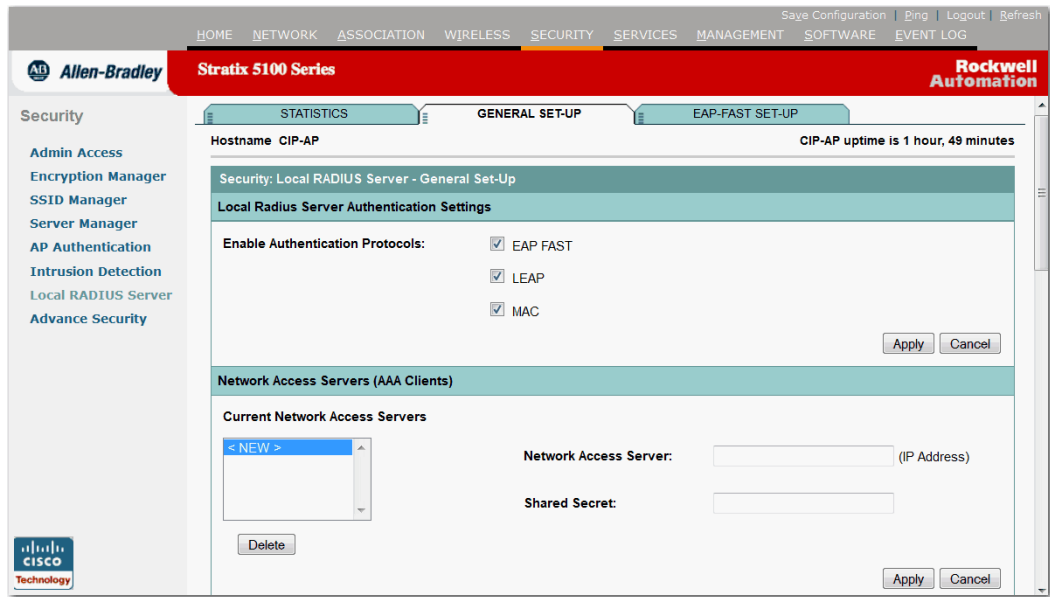 Save Configuration | Ping | Logout | Refresh
HOME NETWORK ASSOCIATION WIRELESS SECURITY SERVICES MANAGEMENT SOFTWARE EVENT LOG
AB Allen-Bradley
Stratix 5100 Series
Rockwell
Automation
Security
Admin Access
Encryption Manager
SSID Manager
Server Manager
AP Authentication
Intrusion Detection
Local RADIUS Server
Advance Security
STATISTICS GENERAL SET-UP EAP-FAST SET-UP
Hostname CIP-AP CIP-AP uptime is 1 hour, 49 minutes
Security: Local RADIUS Server - General Set-Up
Local Radius Server Authentication Settings
Enable Authentication Protocols: EAP FAST
LEAP
MAC
Apply Cancel
Network Access Servers (AAA Clients)
Current Network Access Servers
< NEW >
Network Access Server: (IP Address)
Shared Secret:
Delete
Apply Cancel
CISCO
Technology